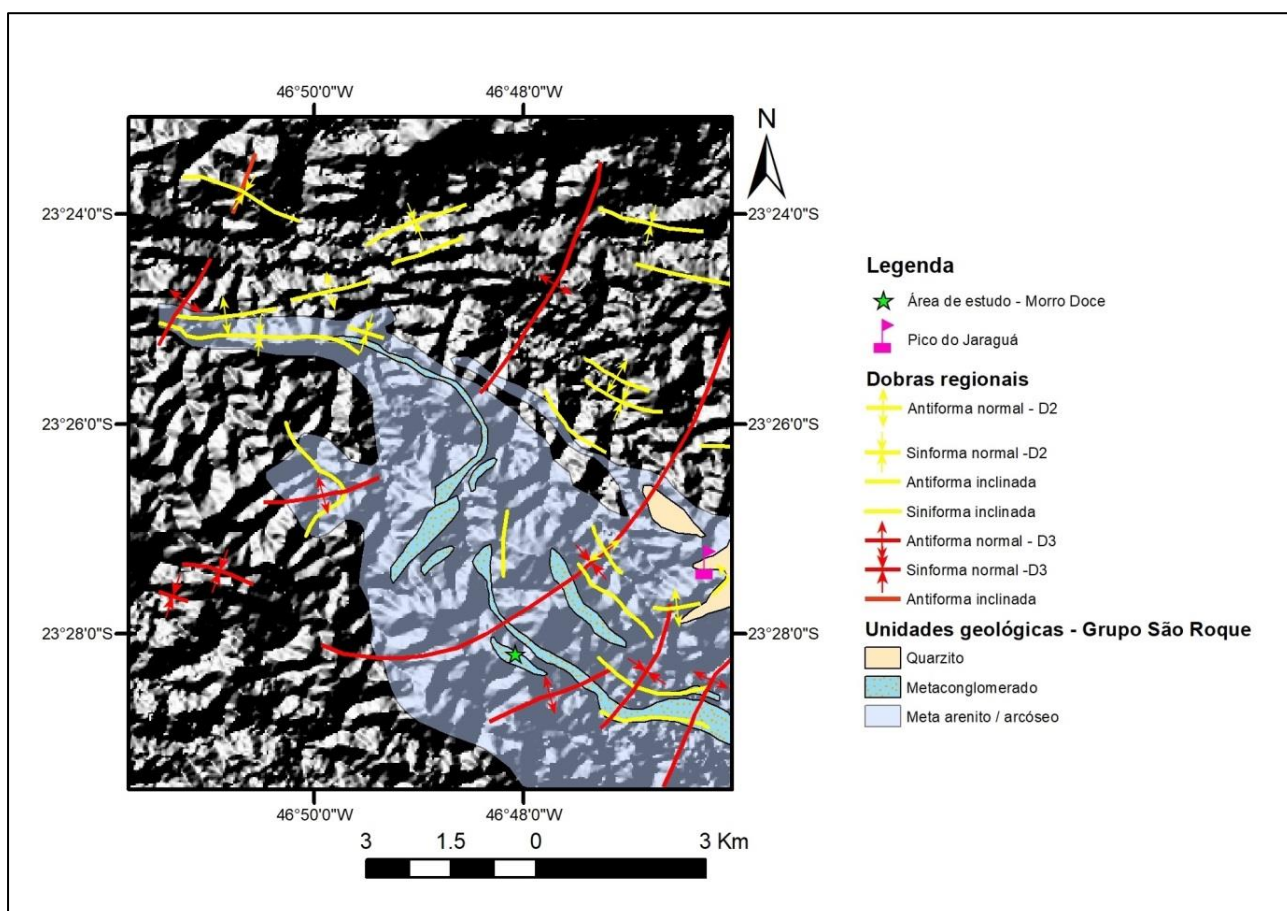 46°50'0"W 46°48'0"W
N
23°24'0"S 23°24'0"S
23°26'0"S 23°26'0"S
23°28'0"S 23°28'0"S
46°50'0"W 46°48'0"W
3 1.5 0 3 Km
Legenda
Área de estudo - Morro Doce
Pico do Jaraguá
Dobras regionais
Antiforma normal - D2
Sinforma normal -D2
Antiforma inclinada
Siniforma inclinada
Antiforma normal - D3
Sinforma normal -D3
Antiforma inclinada
Unidades geológicas - Grupo São Roque
Quarzito
Metaconglomerado
Meta arenito / arcóseo